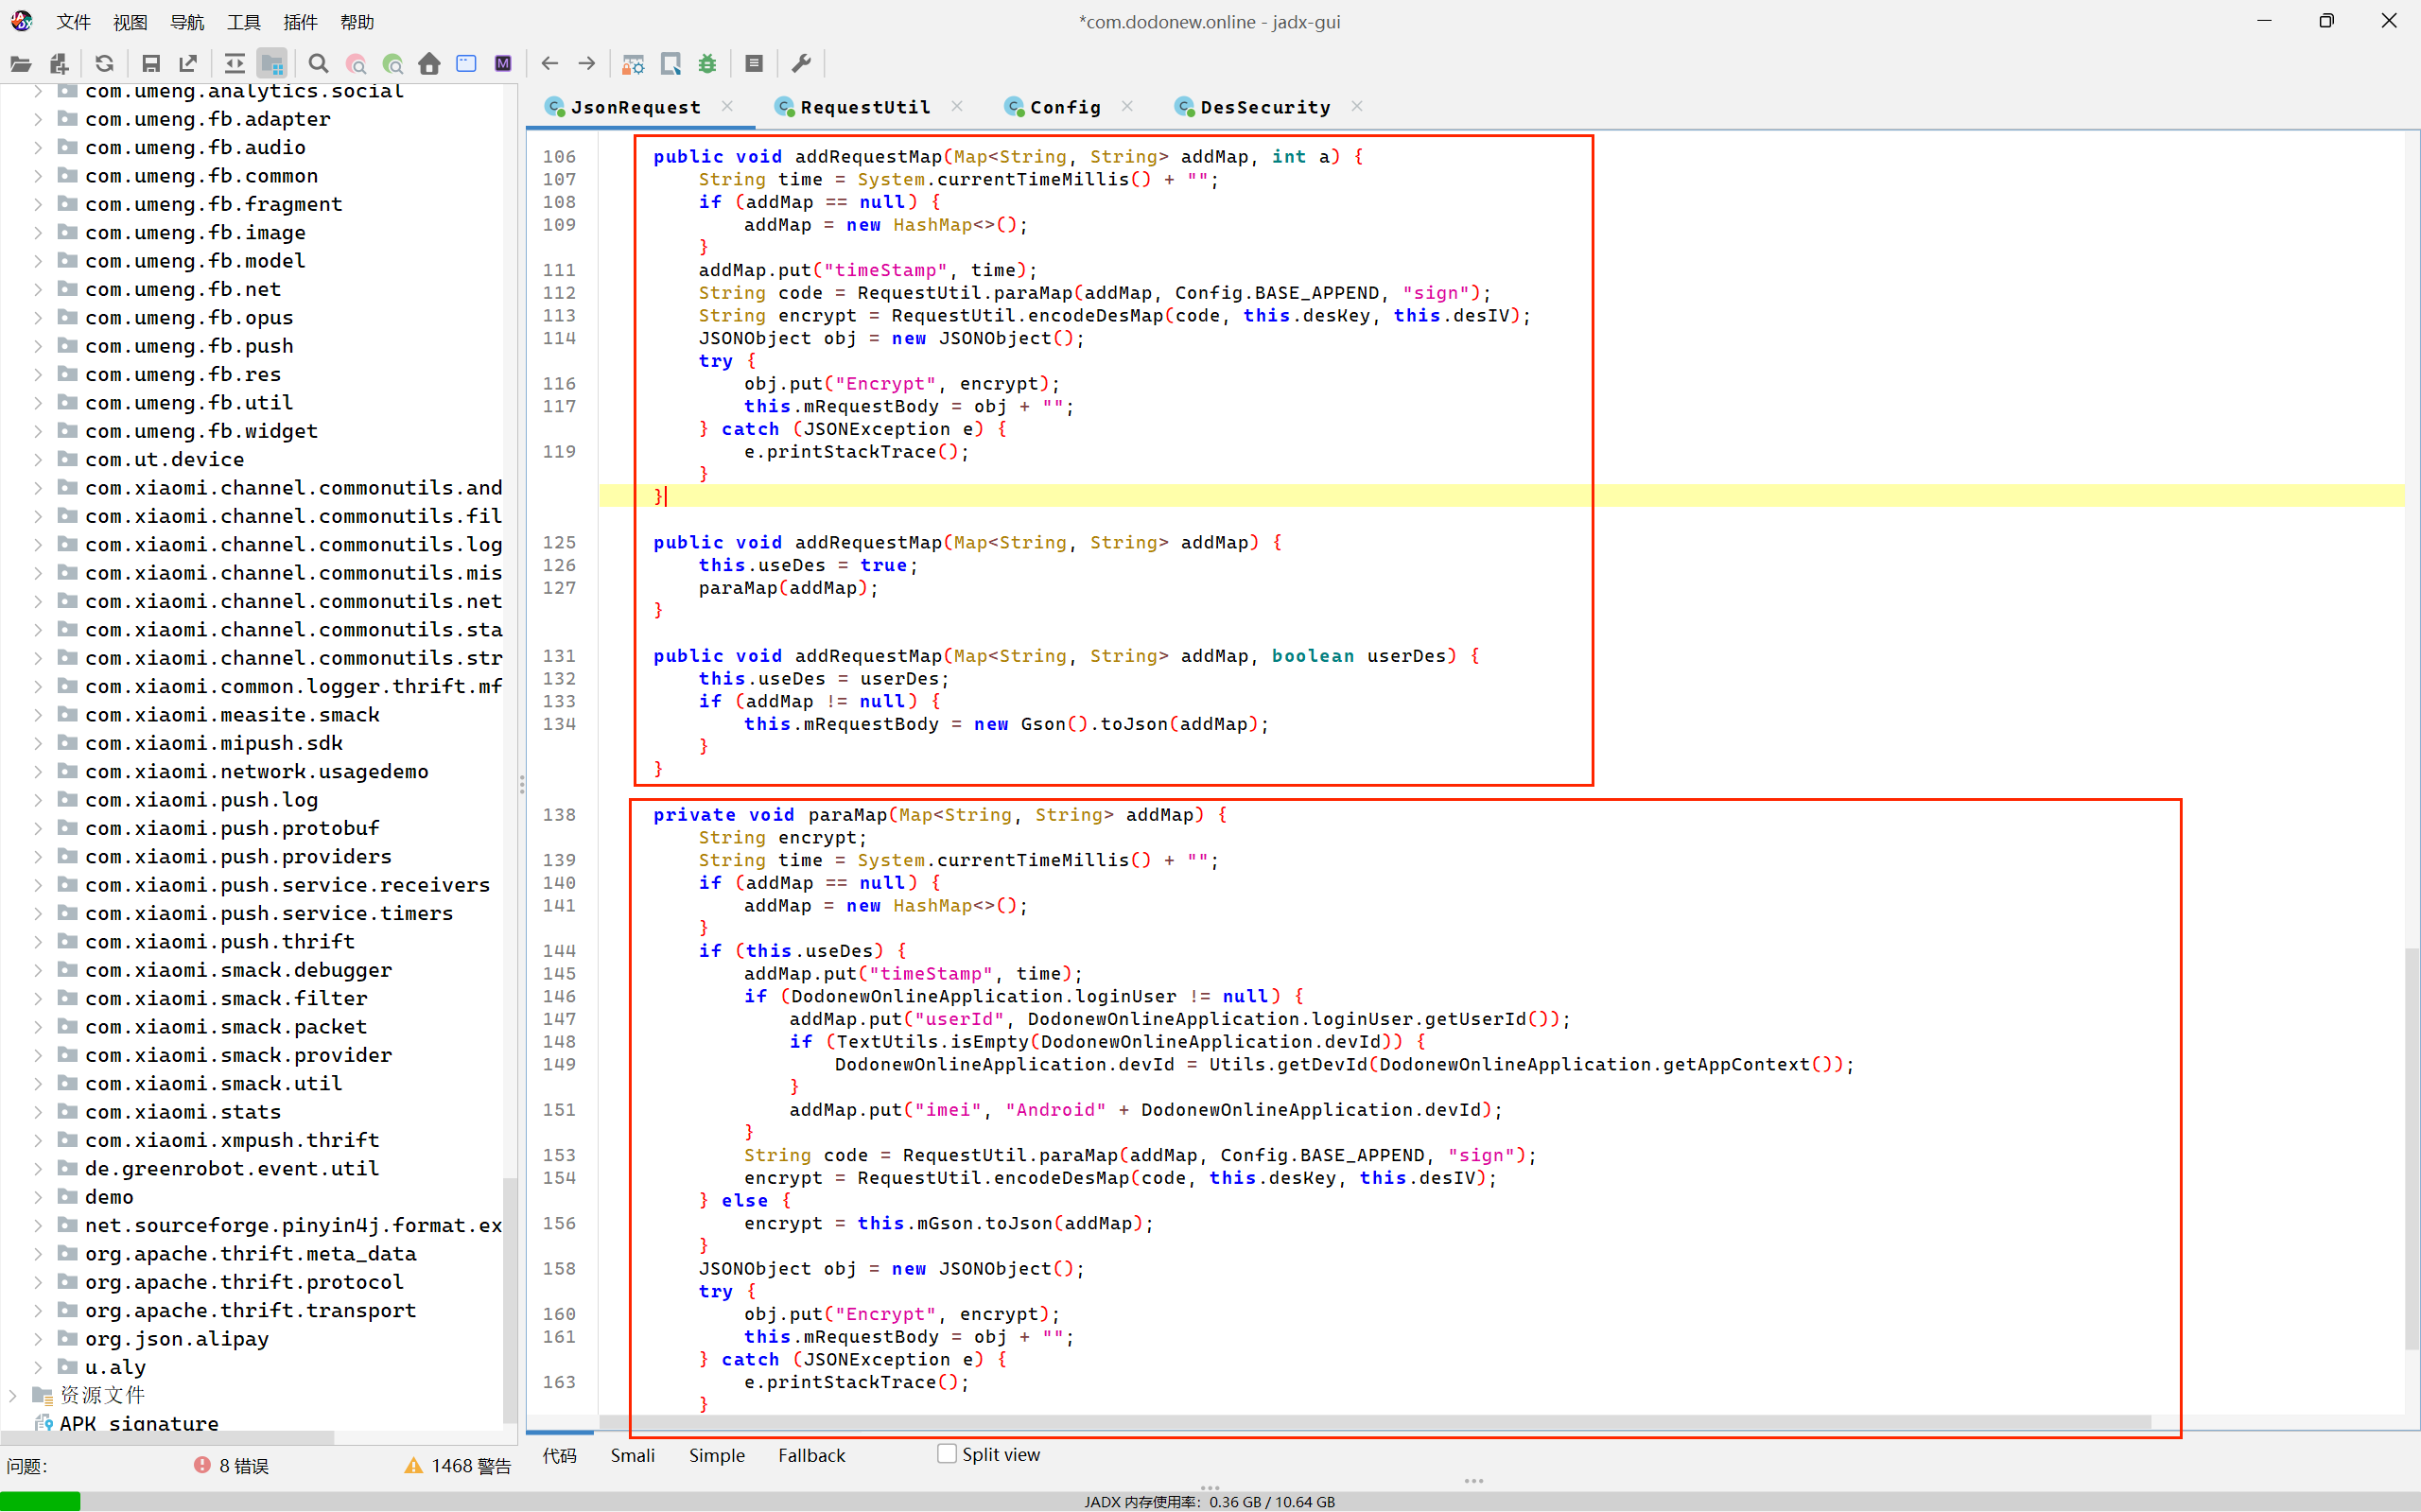 *com.dodonew.online - jadx-gui
文件 视图 导航 工具 插件 帮助
com.umeng.analytics.social
com.umeng.fb.adapter
com.umeng.fb.audio
com.umeng.fb.common
com.umeng.fb.fragment
com.umeng.fb.image
com.umeng.fb.model
com.umeng.fb.net
com.umeng.fb.opus
com.umeng.fb.push
com.umeng.fb.res
com.umeng.fb.util
com.umeng.fb.widget
com.ut.device
com.xiaomi.channel.commonutils.and
com.xiaomi.channel.commonutils.fil
com.xiaomi.channel.commonutils.log
com.xiaomi.channel.commonutils.mis
com.xiaomi.channel.commonutils.net
com.xiaomi.channel.commonutils.sta
com.xiaomi.channel.commonutils.str
com.xiaomi.common.logger.thrift.mf
com.xiaomi.measite.smack
com.xiaomi.mipush.sdk
com.xiaomi.network.usagedemo
com.xiaomi.push.log
com.xiaomi.push.protobuf
com.xiaomi.push.providers
com.xiaomi.push.service.receivers
com.xiaomi.push.service.timers
com.xiaomi.push.thrift
com.xiaomi.smack.debugger
com.xiaomi.smack.filter
com.xiaomi.smack.packet
com.xiaomi.smack.provider
com.xiaomi.smack.util
com.xiaomi.stats
com.xiaomi.xmpush.thrift
de.greenrobot.event.util
demo
net.sourceforge.pinyin4j.format.ex
org.apache.thrift.meta_data
org.apache.thrift.protocol
org.apache.thrift.transport
org.json.alipay
u.aly
资源文件
APK signature
问题: 8 错误 1468 警告
JsonRequest RequestUtil Config DesSecurity
106 public void addRequestMap(Map<String, String> addMap, int a) {
107 String time = System.currentTimeMillis() + "";
108 if (addMap == null) {
109 addMap = new HashMap<>();
}
111 addMap.put("timeStamp", time);
112 String code = RequestUtil.paraMap(addMap, Config.BASE_APPEND, "sign");
113 String encrypt = RequestUtil.encodeDesMap(code, this.desKey, this.desIV);
114 JSONObject obj = new JSONObject();
try {
116 obj.put("Encrypt", encrypt);
117 this.mRequestBody = obj + "";
} catch (JSONException e) {
119 e.printStackTrace();
}
}
125 public void addRequestMap(Map<String, String> addMap) {
126 this.useDes = true;
127 paraMap(addMap);
}
131 public void addRequestMap(Map<String, String> addMap, boolean userDes) {
132 this.useDes = userDes;
133 if (addMap != null) {
134 this.mRequestBody = new Gson().toJson(addMap);
}
}
138 private void paraMap(Map<String, String> addMap) {
String encrypt;
139 String time = System.currentTimeMillis() + "";
140 if (addMap == null) {
141 addMap = new HashMap<>();
}
144 if (this.useDes) {
145 addMap.put("timeStamp", time);
146 if (DodonewOnlineApplication.loginUser != null) {
147 addMap.put("userId", DodonewOnlineApplication.loginUser.getUserId());
148 if (TextUtils.isEmpty(DodonewOnlineApplication.devId)) {
149 DodonewOnlineApplication.devId = Utils.getDevId(DodonewOnlineApplication.getAppContext());
}
151 addMap.put("imei", "Android" + DodonewOnlineApplication.devId);
}
153 String code = RequestUtil.paraMap(addMap, Config.BASE_APPEND, "sign");
154 encrypt = RequestUtil.encodeDesMap(code, this.desKey, this.desIV);
} else {
156 encrypt = this.mGson.toJson(addMap);
}
158 JSONObject obj = new JSONObject();
try {
160 obj.put("Encrypt", encrypt);
161 this.mRequestBody = obj + "";
} catch (JSONException e) {
163 e.printStackTrace();
}
代码 Smali Simple Fallback Split view
JADX 内存使用率: 0.36 GB / 10.64 GB